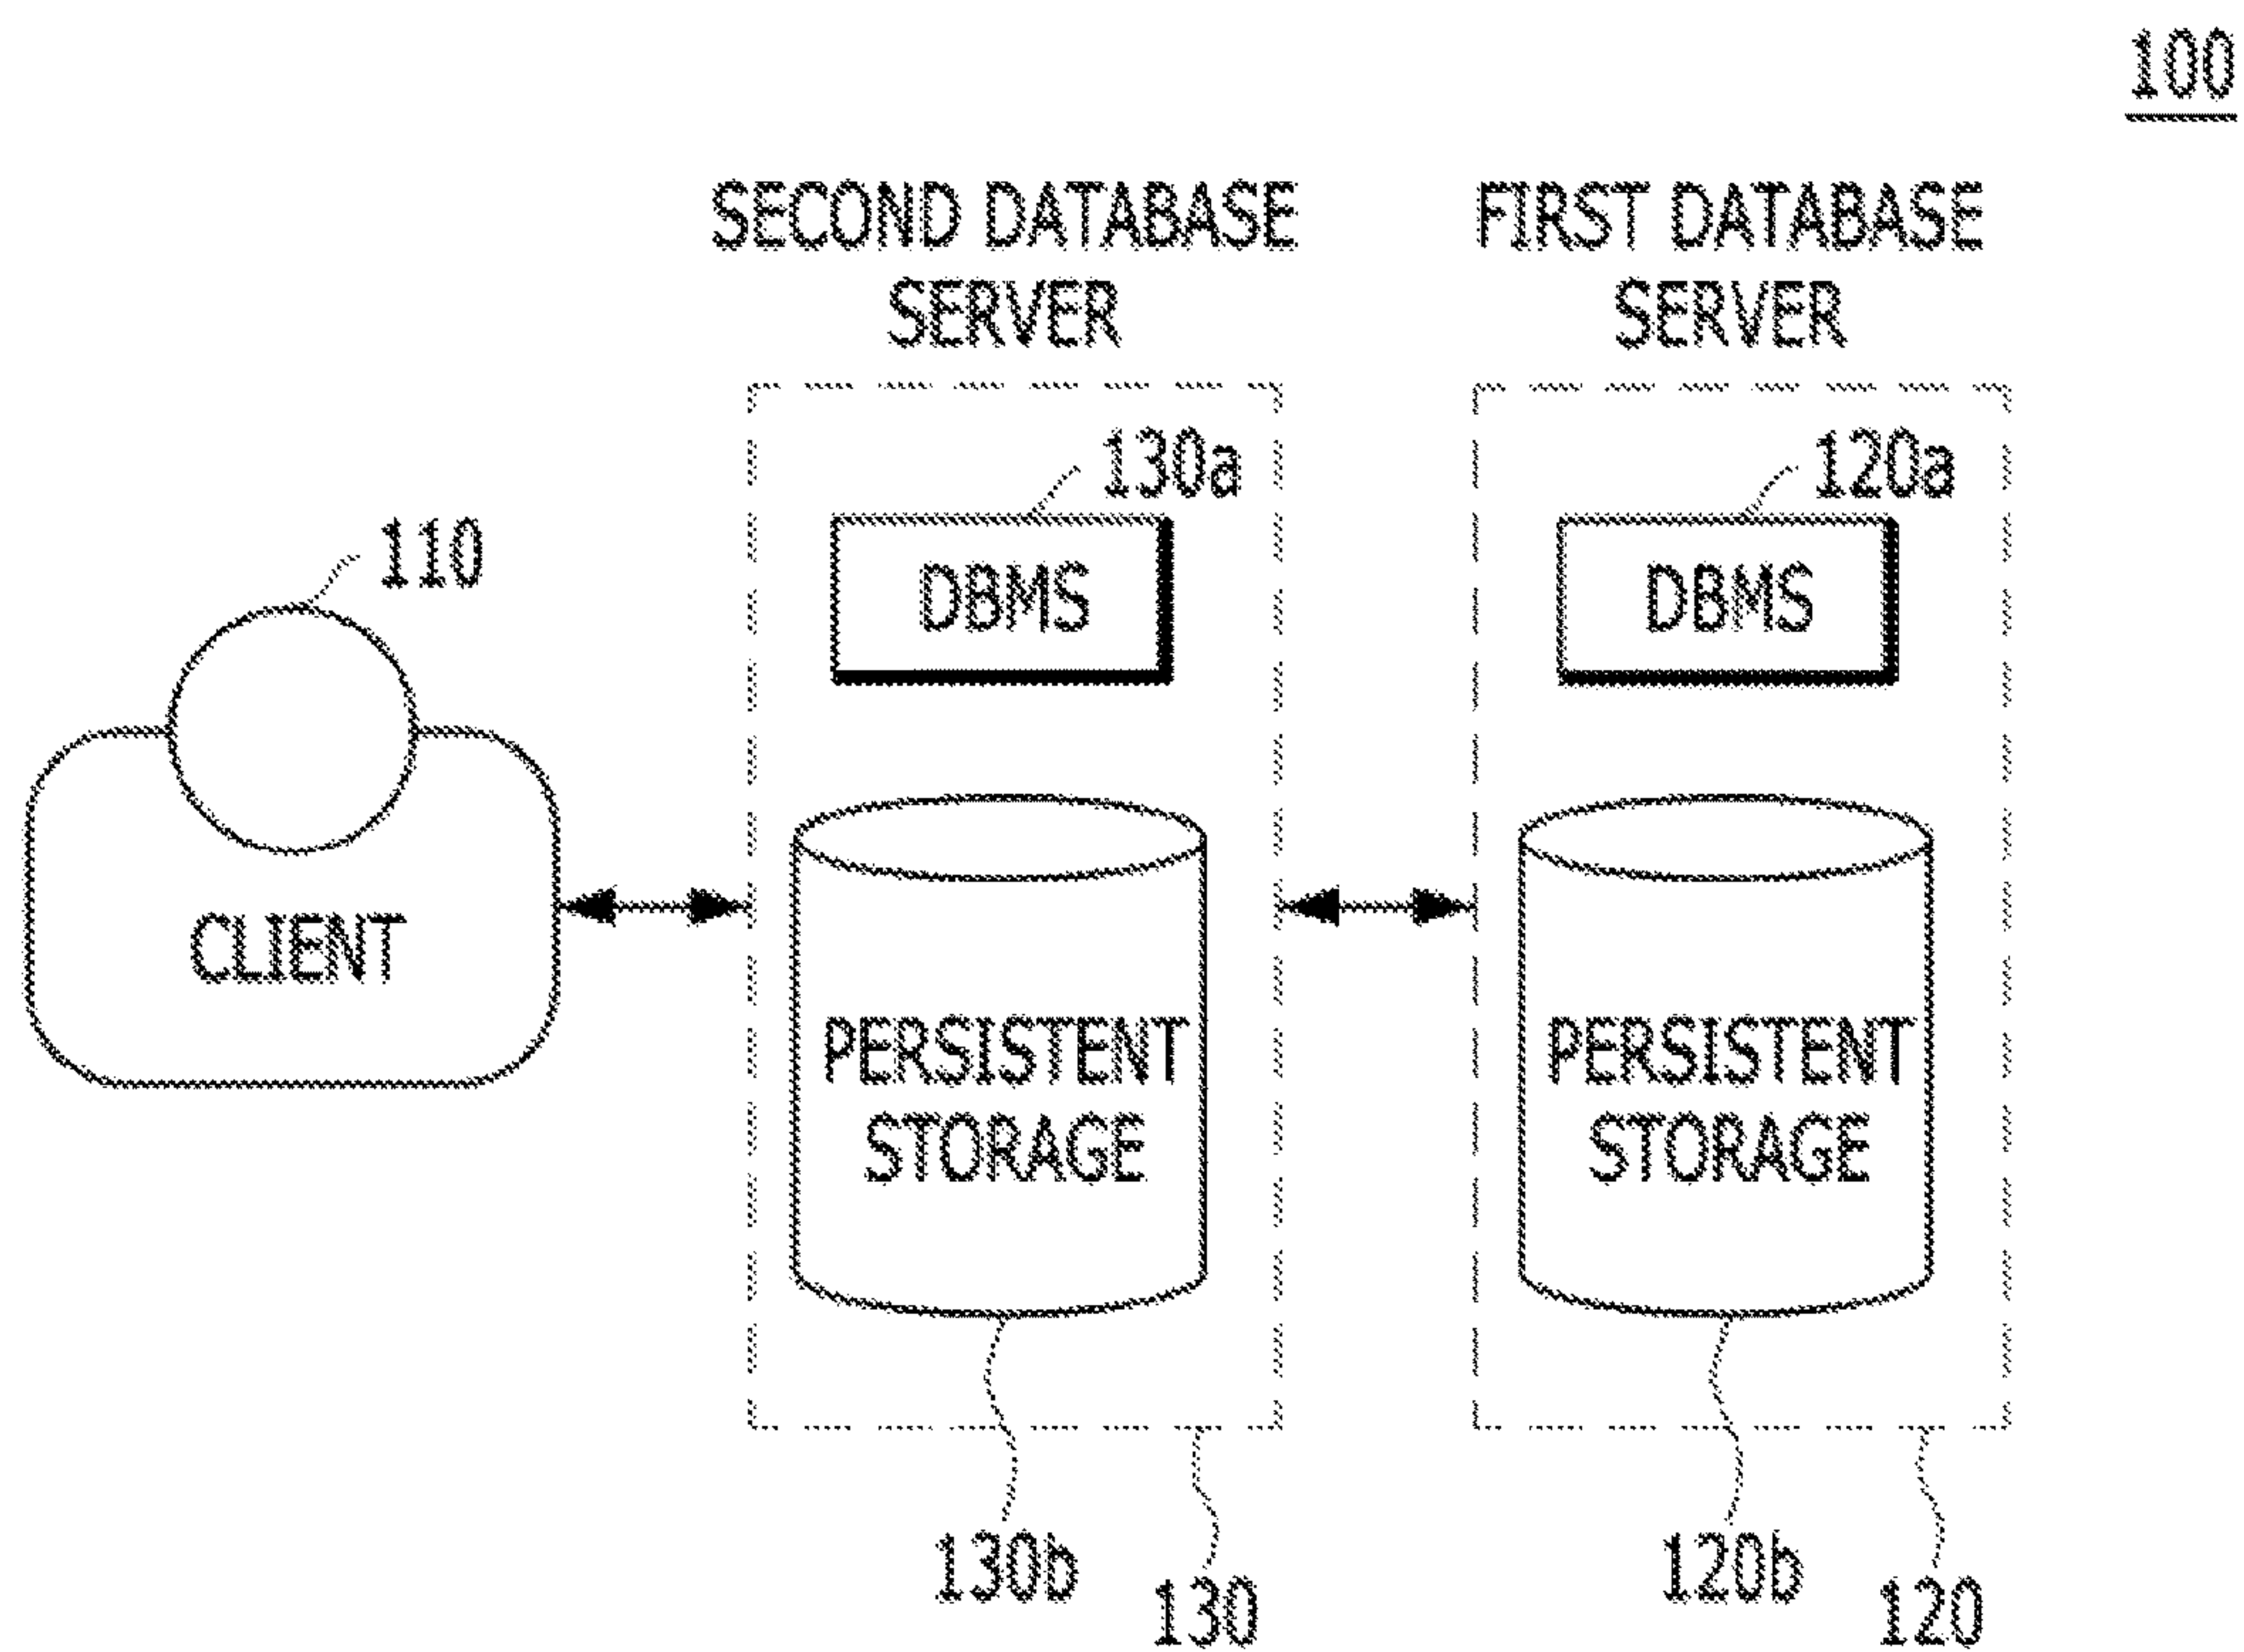 100
SECOND DATABASE
SERVER
FIRST DATABASE
SERVER
110
130a
120a
DBMS
DBMS
CLIENT
PERSISTENT
STORAGE
PERSISTENT
STORAGE
130b
130
120b
120